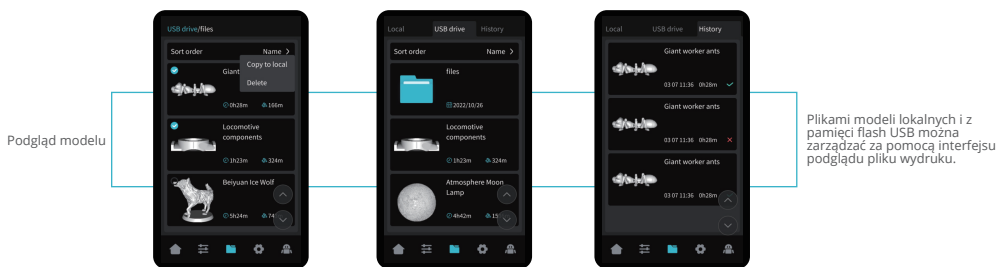 Podgląd modelu
USB drive/files
Sort order Name >
Copy to local
Delete
Giant
0h28m 166m
Locomotive
components
1h23m 324m
Beiyuan Ice Wolf
5h24m
Local USB drive History
Sort order Name >
files
2022/10/26
Locomotive
components
1h23m 324m
Atmosphere Moon
Lamp
4h42m
Local USB drive History
Giant worker ants
03 07 11:36 0h28m
Giant worker ants
03 07 11:36 0h28m
Giant worker ants
03 07 11:36 0h28m
Plikami modeli lokalnych i z
pamięci flash USB można
zarządzać za pomocą interfejsu
podglądu pliku wydruku.